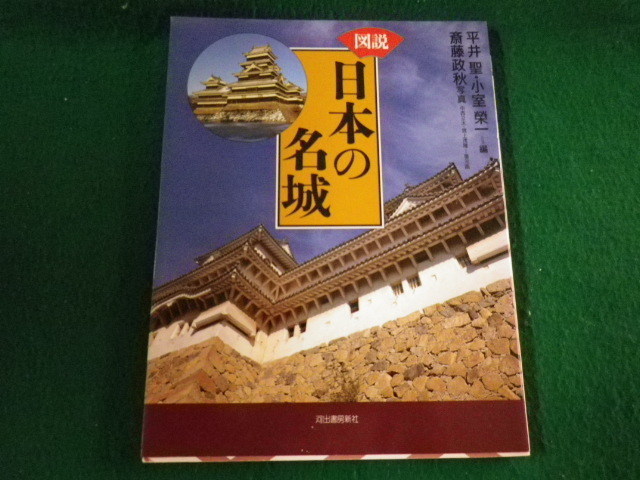 図説
日本の
名城
平井 聖・小室 榮一―編
斎藤政秋写真
河出書房新社